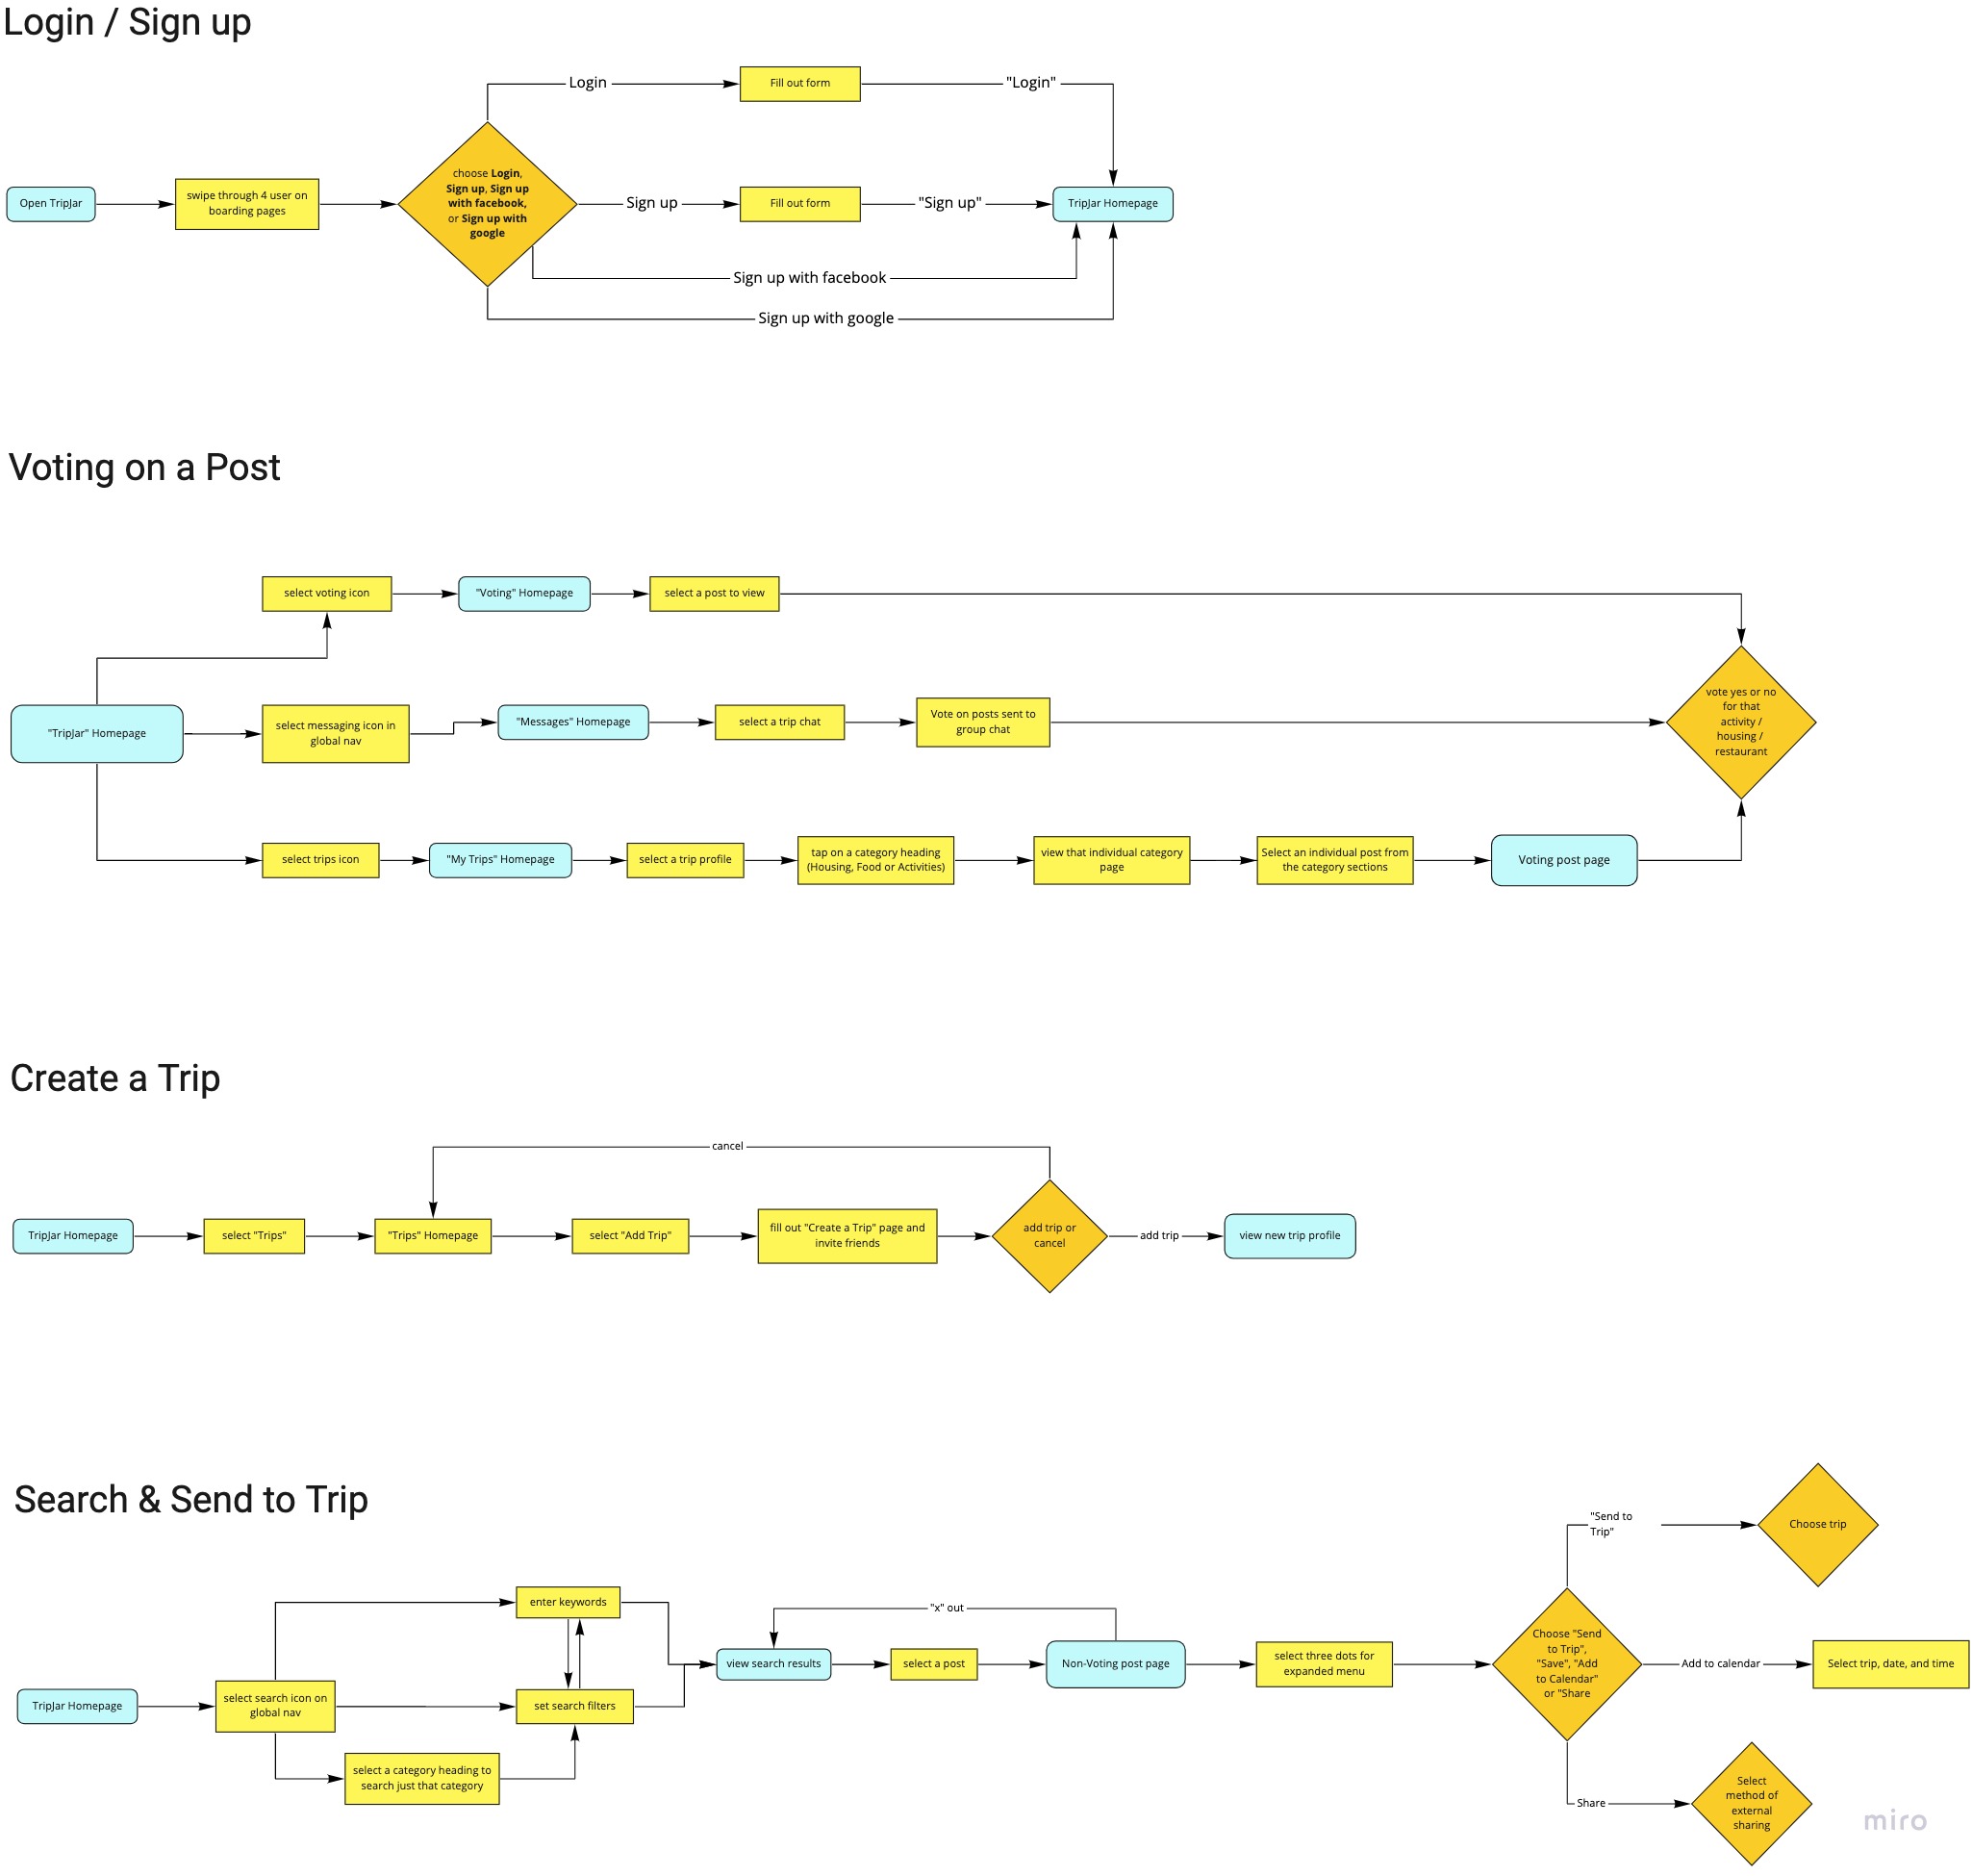 Login / Sign up
Login
Fill out form
"Login"
Open TripJar
swipe through 4 user on
boarding pages
choose Login,
Sign up, Sign up
with facebook,
or Sign up with
google
Sign up
Fill out form
"Sign up"
TripJar Homepage
Sign up with facebook
Sign up with google
Voting on a Post
select voting icon
"Voting" Homepage
select a post to view
"TripJar" Homepage
select messaging icon in
global nav
"Messages" Homepage
select a trip chat
Vote on posts sent to
group chat
vote yes or no
for that
activity /
housing /
restaurant
select trips icon
"My Trips" Homepage
select a trip profile
tap on a category heading
(Housing, Food or Activities)
view that individual category
page
Select an individual post from
the category sections
Voting post page
Create a Trip
cancel
TripJar Homepage
select "Trips"
"Trips" Homepage
select "Add Trip"
fill out "Create a Trip" page and
invite friends
add trip or
cancel
add trip
view new trip profile
Search & Send to Trip
"Send to
Trip"
Choose trip
enter keywords
"x" out
TripJar Homepage
select search icon on
global nav
set search filters
select a category heading to
search just that category
view search results
select a post
Non-Voting post page
select three dots for
expanded menu
Choose "Send
to Trip",
"Save", "Add
to Calendar"
or "Share
Add to calendar
Select trip, date, and time
Share
Select
method of
external
sharing
miro